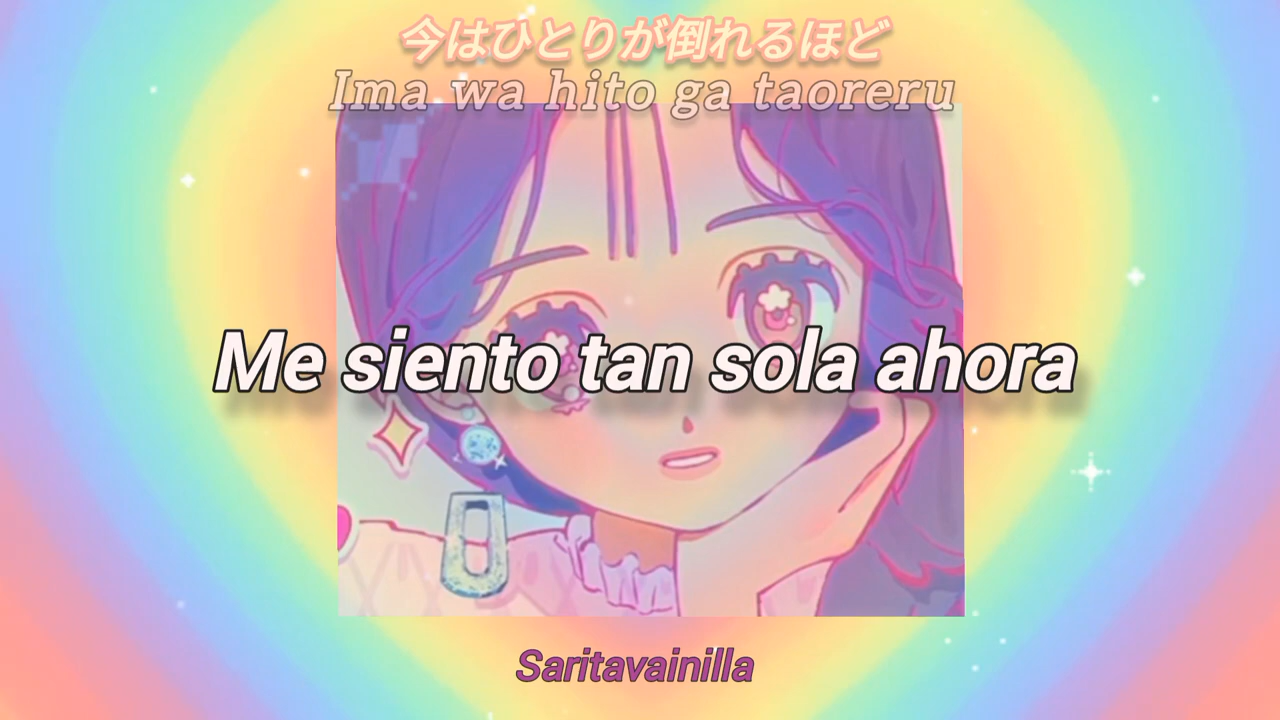 今はひとりが倒れるほど
Ima wa hito ga taoreru
Me siento tan sola ahora
Saritavainilla